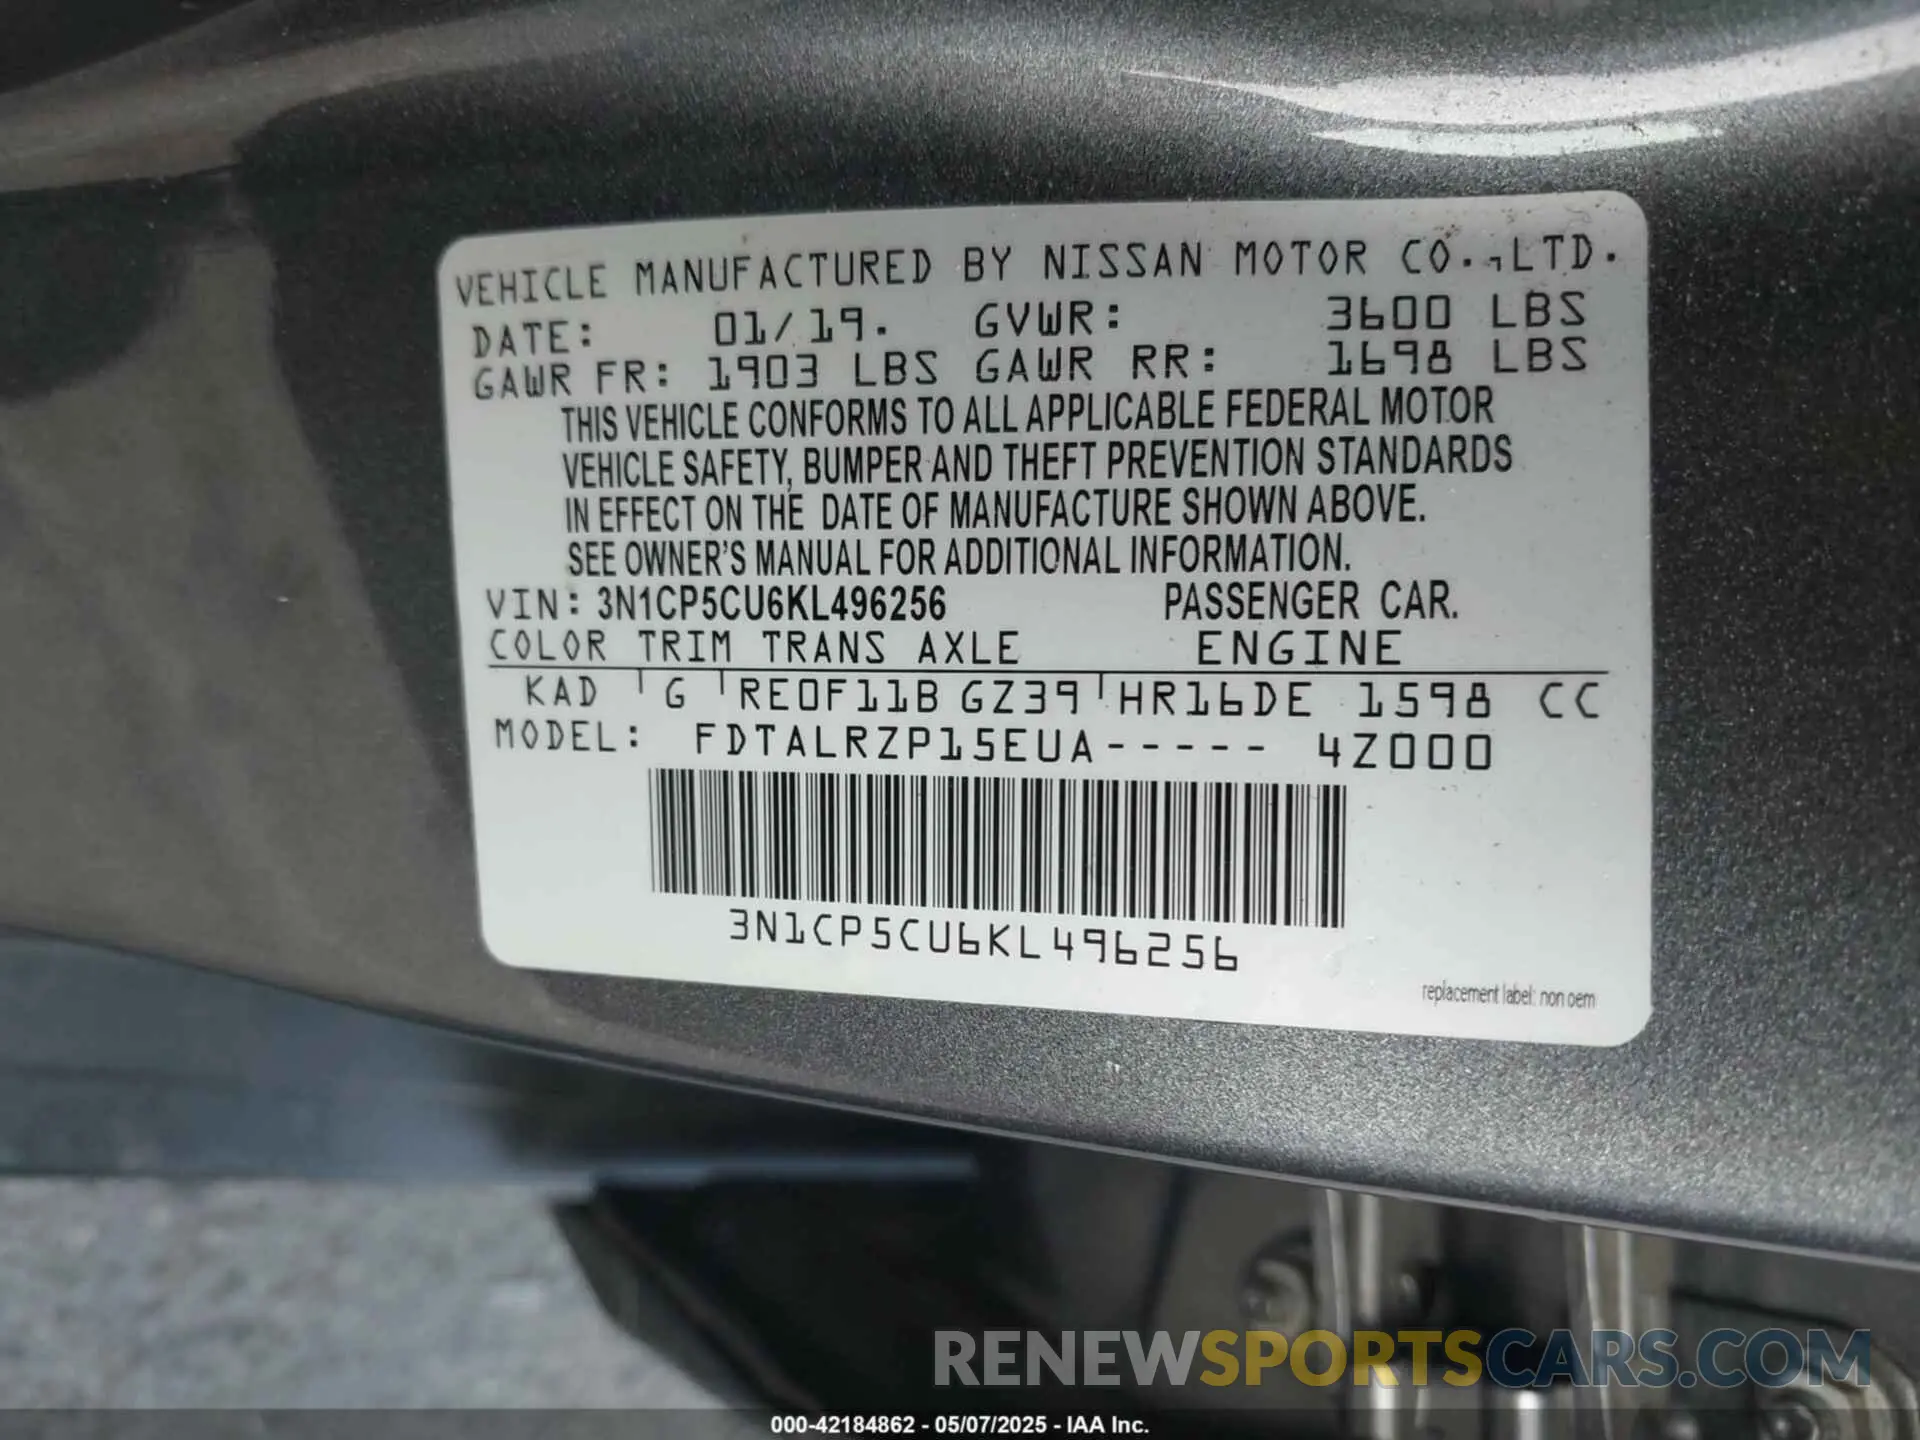 VEHICLE MANUFACTURED BY NISSAN MOTOR CO.,LTD.
DATE: 01/19. GVWR: 3600 LBS
GAWR FR: 1903 LBS GAWR RR: 1698 LBS
THIS VEHICLE CONFORMS TO ALL APPLICABLE FEDERAL MOTOR
VEHICLE SAFETY, BUMPER AND THEFT PREVENTION STANDARDS
IN EFFECT ON THE DATE OF MANUFACTURE SHOWN ABOVE.
SEE OWNER'S MANUAL FOR ADDITIONAL INFORMATION.
VIN: 3N1CP5CU6KL496256 PASSENGER CAR.
COLOR TRIM TRANS AXLE ENGINE
KAD G RE0F11B GZ39 HR16DE 1598 CC
MODEL: FDTALRZP15EUA----- 4Z000
3N1CP5CU6KL496256
replacement label: non oem
RENEWSPORTSCARS.COM
000-42184862 - 05/07/2025 - IAA Inc.